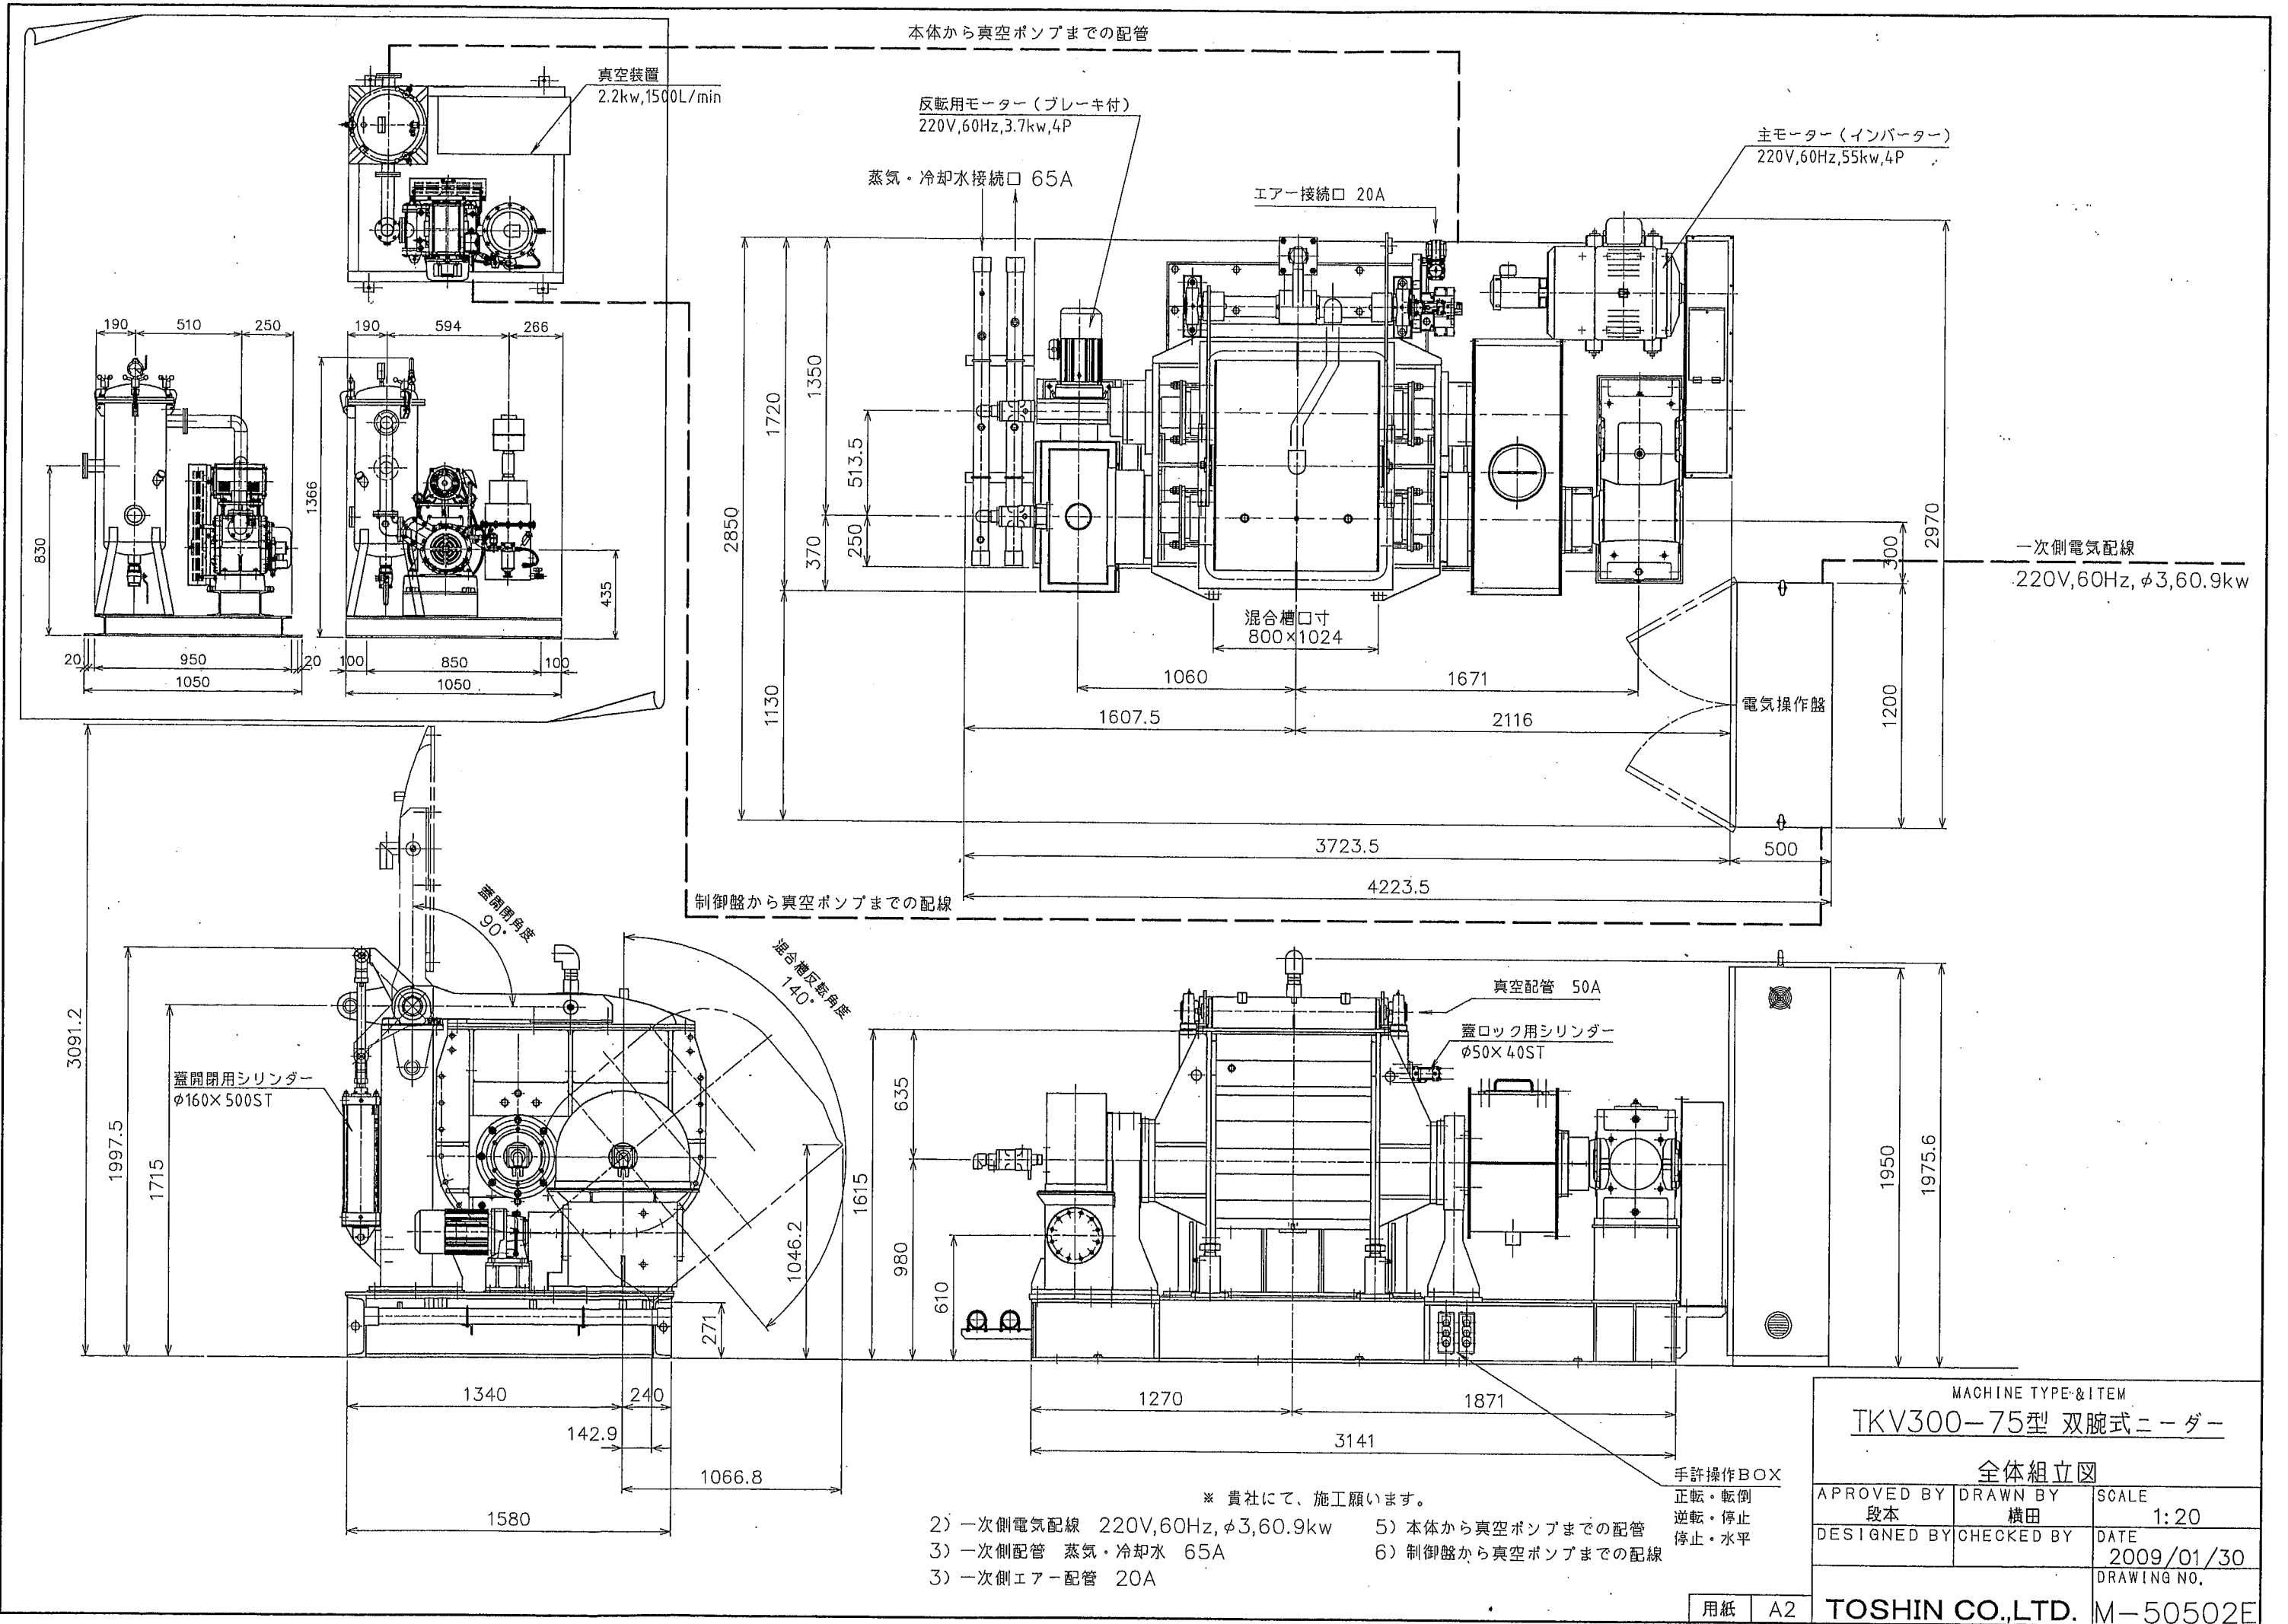 本体から真空ポンプまでの配管
真空装置
2.2kw,1500L/min
反転用モーター（ブレーキ付）
220V,60Hz,3.7kw,4P
主モーター（インバーター）
220V,60Hz,55kw,4P
蒸気・冷却水接続口 65A
エアー接続口 20A
190
510
250
190
594
266
830
1366
435
20
950
20
1050
100
850
100
1050
2850
1720
1350
513.5
370
250
1130
2970
300
1200
一次側電気配線
220V,60Hz,φ3,60.9kw
混合槽口寸
800×1024
1060
1671
1607.5
2116
電気操作盤
3723.5
500
4223.5
制御盤から真空ポンプまでの配線
蓋開閉角度
90°
混合槽反転角度
140°
3091.2
1997.5
1715
蓋開閉用シリンダー
φ160×500ST
1046.2
271
1340
240
142.9
1066.8
1580
真空配管 50A
蓋ロック用シリンダー
φ50×40ST
1615
635
980
610
1950
1975.6
1270
1871
3141
手許操作BOX
正転・転倒
逆転・停止
停止・水平
※ 貴社にて、施工願います。
2) 一次側電気配線 220V,60Hz,φ3,60.9kw
3) 一次側配管 蒸気・冷却水 65A
3) 一次側エアー配管 20A
5) 本体から真空ポンプまでの配管
6) 制御盤から真空ポンプまでの配線
MACHINE TYPE&ITEM
TKV300-75型 双腕式ニーダー
全体組立図
APROVED BY
段本
DRAWN BY
横田
SCALE
1:20
DESIGNED BY
CHECKED BY
DATE
2009/01/30
DRAWING NO.
用紙 A2
TOSHIN CO.,LTD.
M-50502E